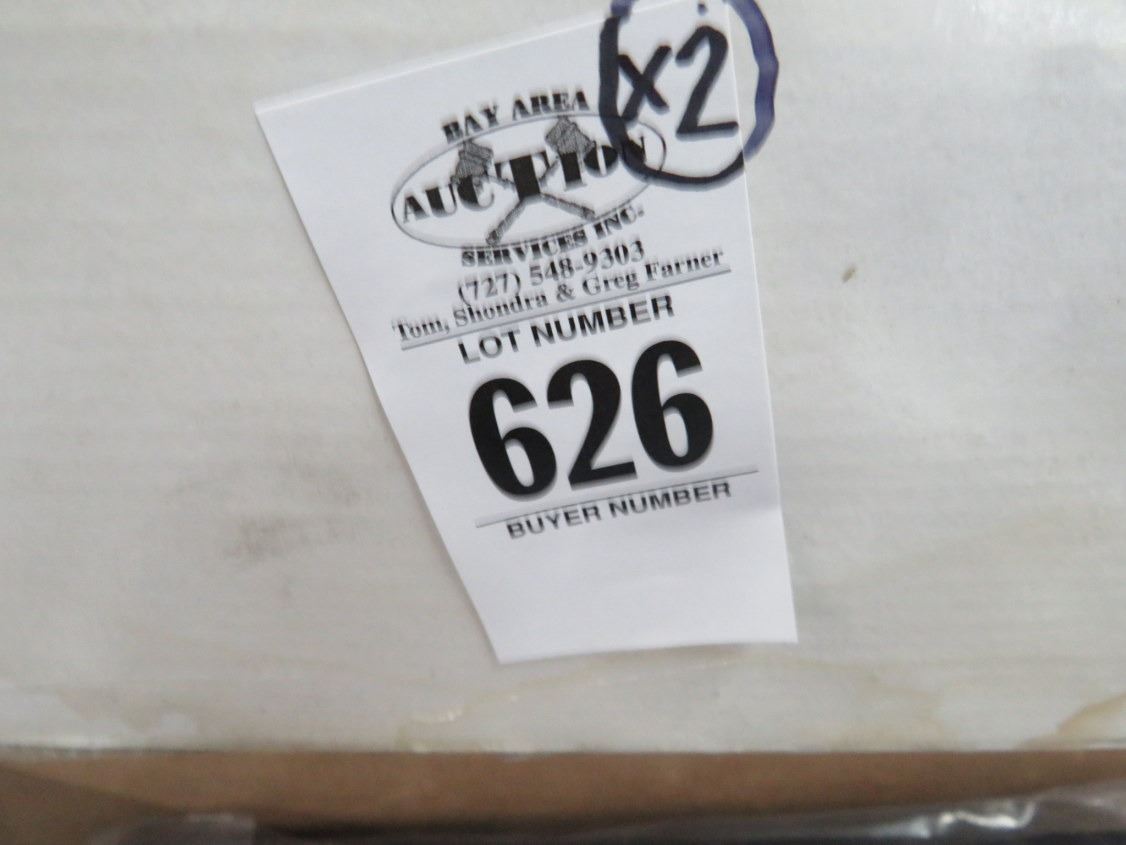 X2
BAY AREA
AUCTION
SERVICES INC.
(727) 548-9303
Tom, Shondra & Greg Farner
LOT NUMBER
626
BUYER NUMBER